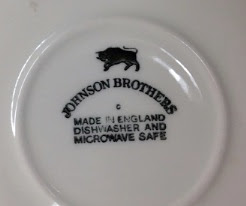 JOHNSON BROTHERS
©
MADE IN ENGLAND
DISHWASHER AND
MICROWAVE SAFE